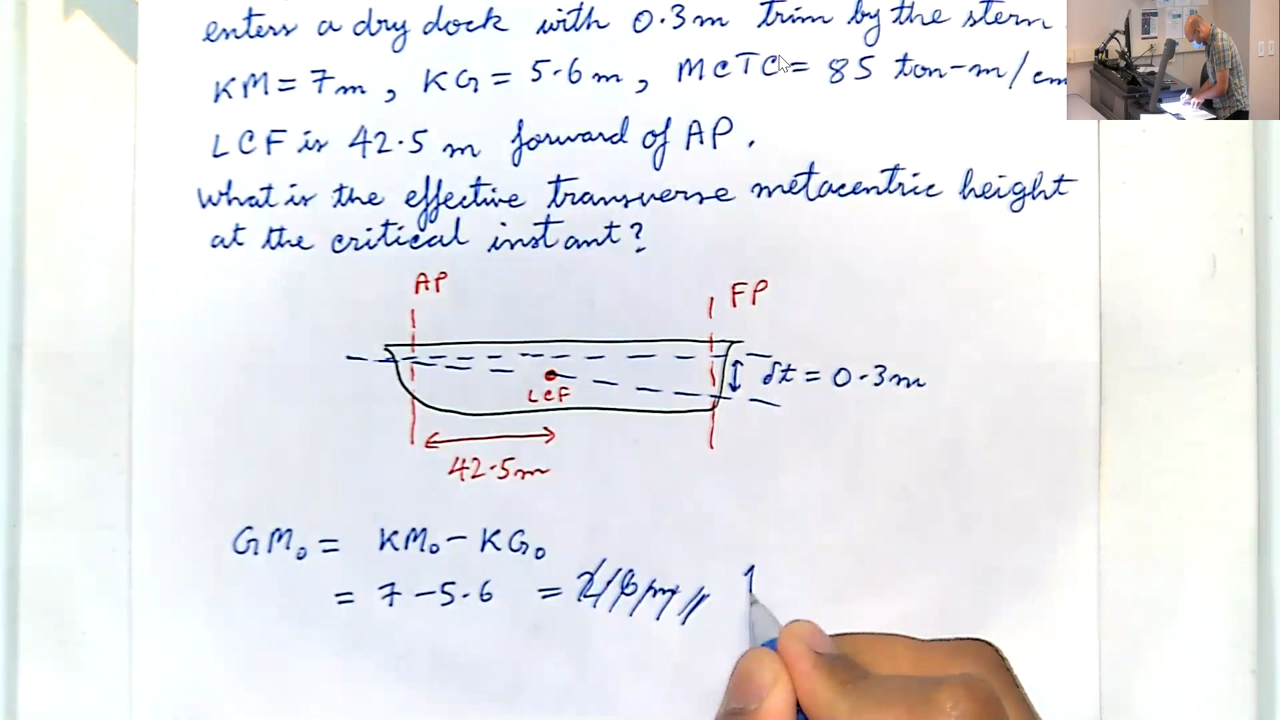 enters a dry dock with 0.3m trim by the stern
KM = 7m, KG = 5.6m, MCTC = 85 ton-m/cm
LCF is 42.5 m forward of AP.
What is the effective transverse metacentric height
at the critical instant?
AP
FP
LCF
δt = 0.3m
42.5m
GM₀ = KM₀ - KG₀
= 7 - 5.6 =
1